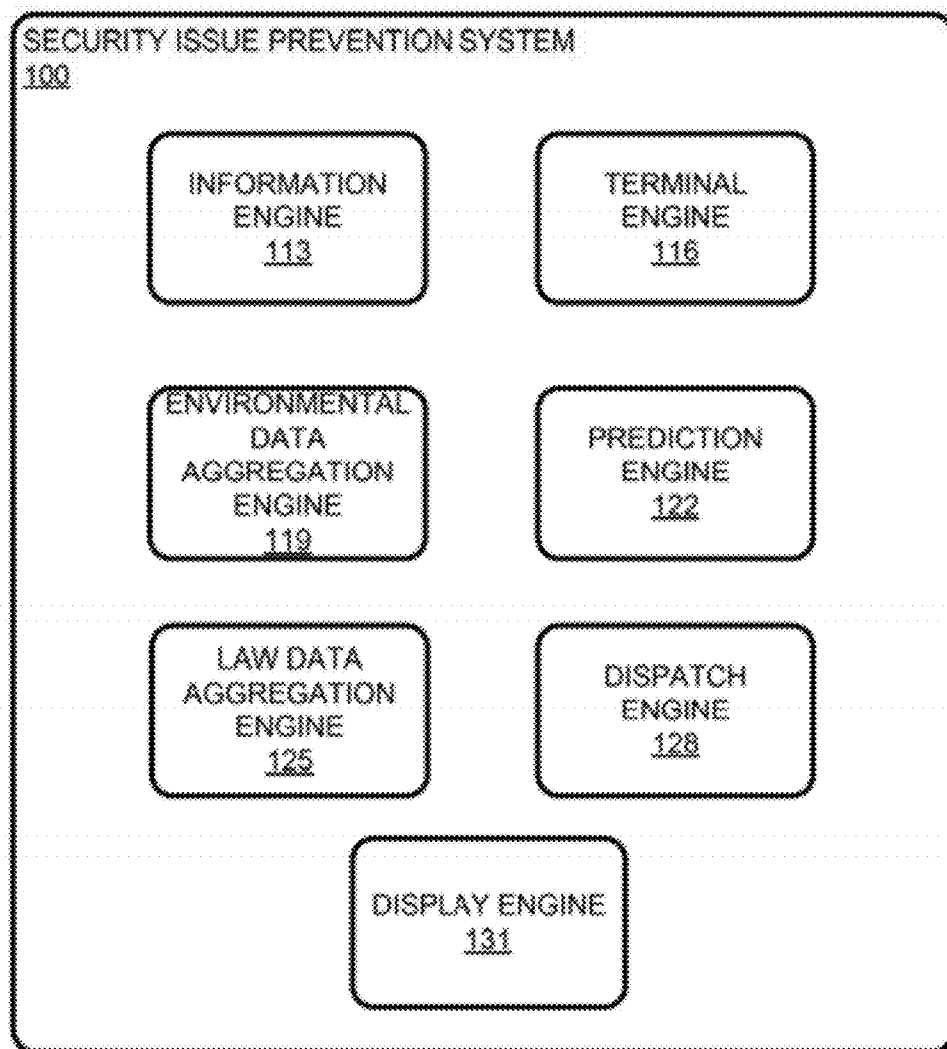 SECURITY ISSUE PREVENTION SYSTEM
100
INFORMATION
ENGINE
113
TERMINAL
ENGINE
116
ENVIRONMENTAL
DATA
AGGREGATION
ENGINE
119
PREDICTION
ENGINE
122
LAW DATA
AGGREGATION
ENGINE
125
DISPATCH
ENGINE
128
DISPLAY ENGINE
131